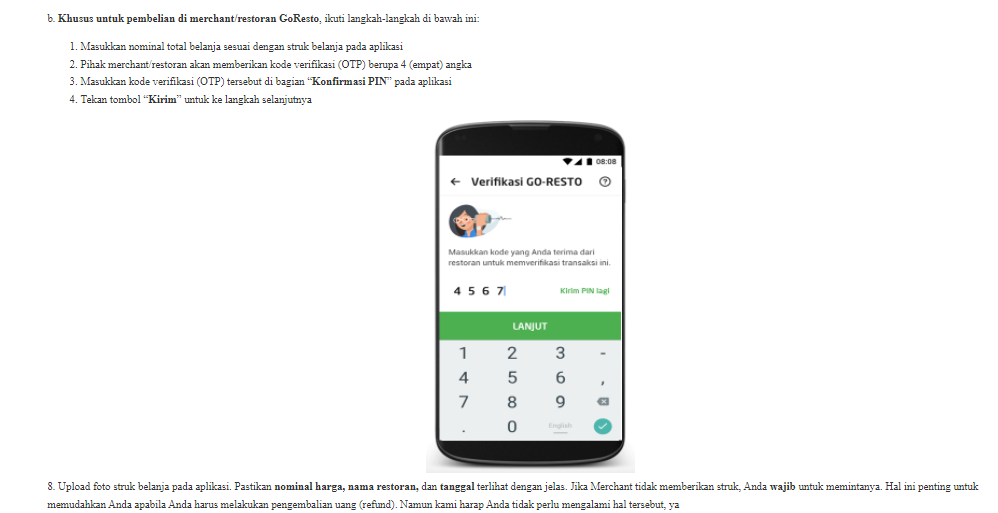 b. Khusus untuk pembelian di merchant/restoran GoResto, ikuti langkah-langkah di bawah ini:
1. Masukkan nominal total belanja sesuai dengan struk belanja pada aplikasi
2. Pihak merchant/restoran akan memberikan kode verifikasi (OTP) berupa 4 (empat) angka
3. Masukkan kode verifikasi (OTP) tersebut di bagian “Konfirmasi PIN” pada aplikasi
4. Tekan tombol “Kirim” untuk ke langkah selanjutnya
08:08
Verifikasi GO-RESTO
Masukkan kode yang Anda terima dari
restoran untuk memverifikasi transaksi ini.
4 5 6 7 Kirim PIN lagi
LANJUT
1 2 3 -
4 5 6 ,
7 8 9
. 0 English
8. Upload foto struk belanja pada aplikasi. Pastikan nominal harga, nama restoran, dan tanggal terlihat dengan jelas. Jika Merchant tidak memberikan struk, Anda wajib untuk memintanya. Hal ini penting untuk
memudahkan Anda apabila Anda harus melakukan pengembalian uang (refund). Namun kami harap Anda tidak perlu mengalami hal tersebut, ya